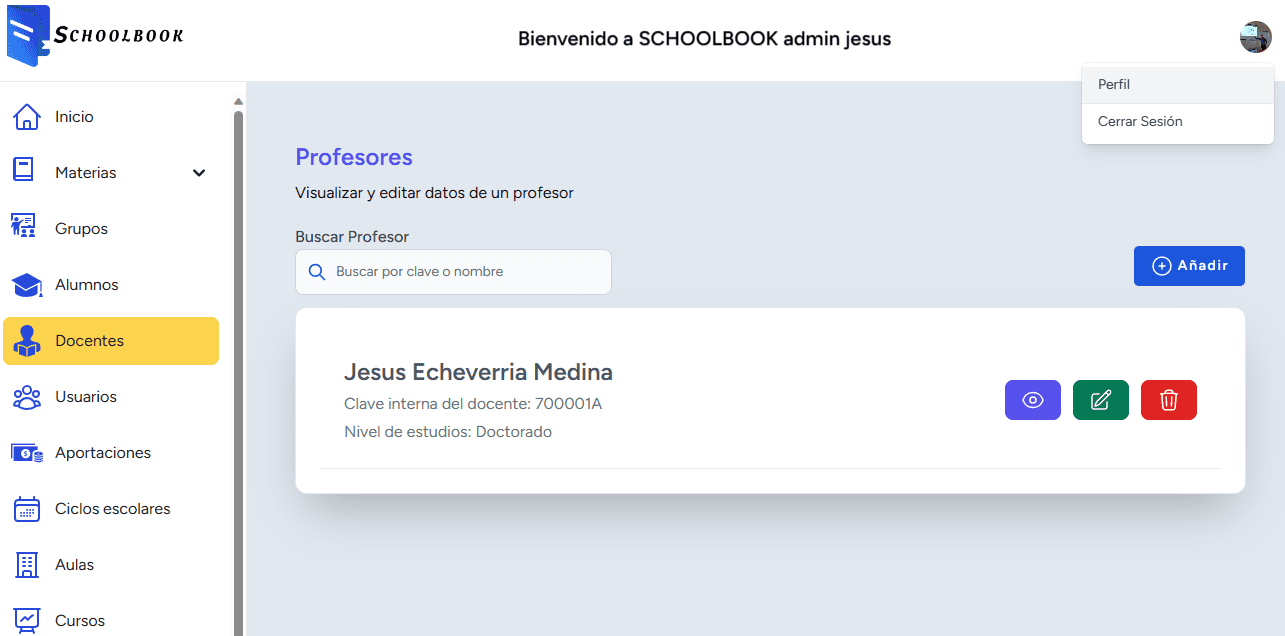 SCHOOLBOOK
Bienvenido a SCHOOLBOOK admin jesus
Perfil
Cerrar Sesión
Inicio
Materias
Grupos
Alumnos
Docentes
Usuarios
Aportaciones
Ciclos escolares
Aulas
Cursos
Profesores
Visualizar y editar datos de un profesor
Buscar Profesor
Buscar por clave o nombre
Añadir
Jesus Echeverria Medina
Clave interna del docente: 700001A
Nivel de estudios: Doctorado